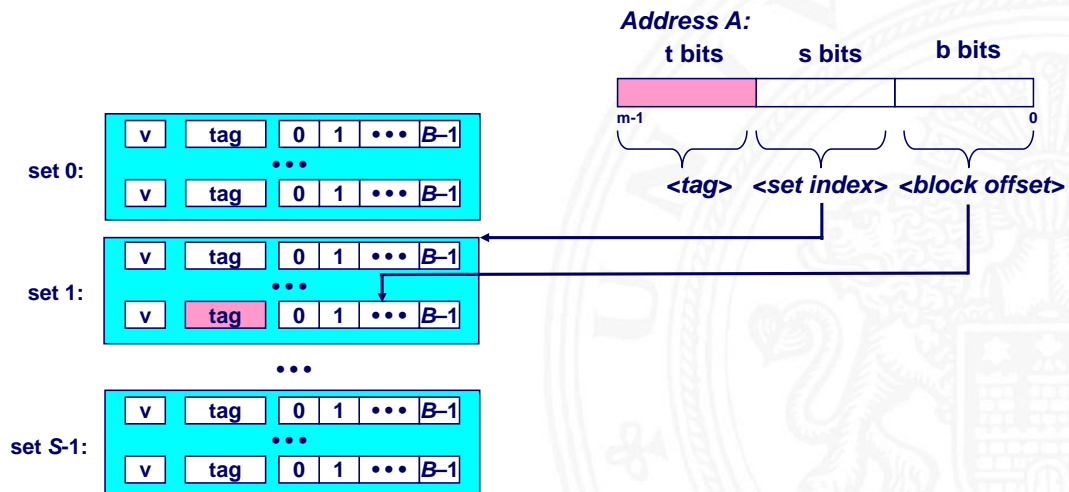 Address A:
t bits s bits b bits
m-1 0
<tag> <set index> <block offset>
v tag 0 1 ••• B–1
set 0: •••
v tag 0 1 ••• B–1
v tag 0 1 ••• B–1
set 1: •••
v tag 0 1 ••• B–1
•••
v tag 0 1 ••• B–1
set S-1: •••
v tag 0 1 ••• B–1